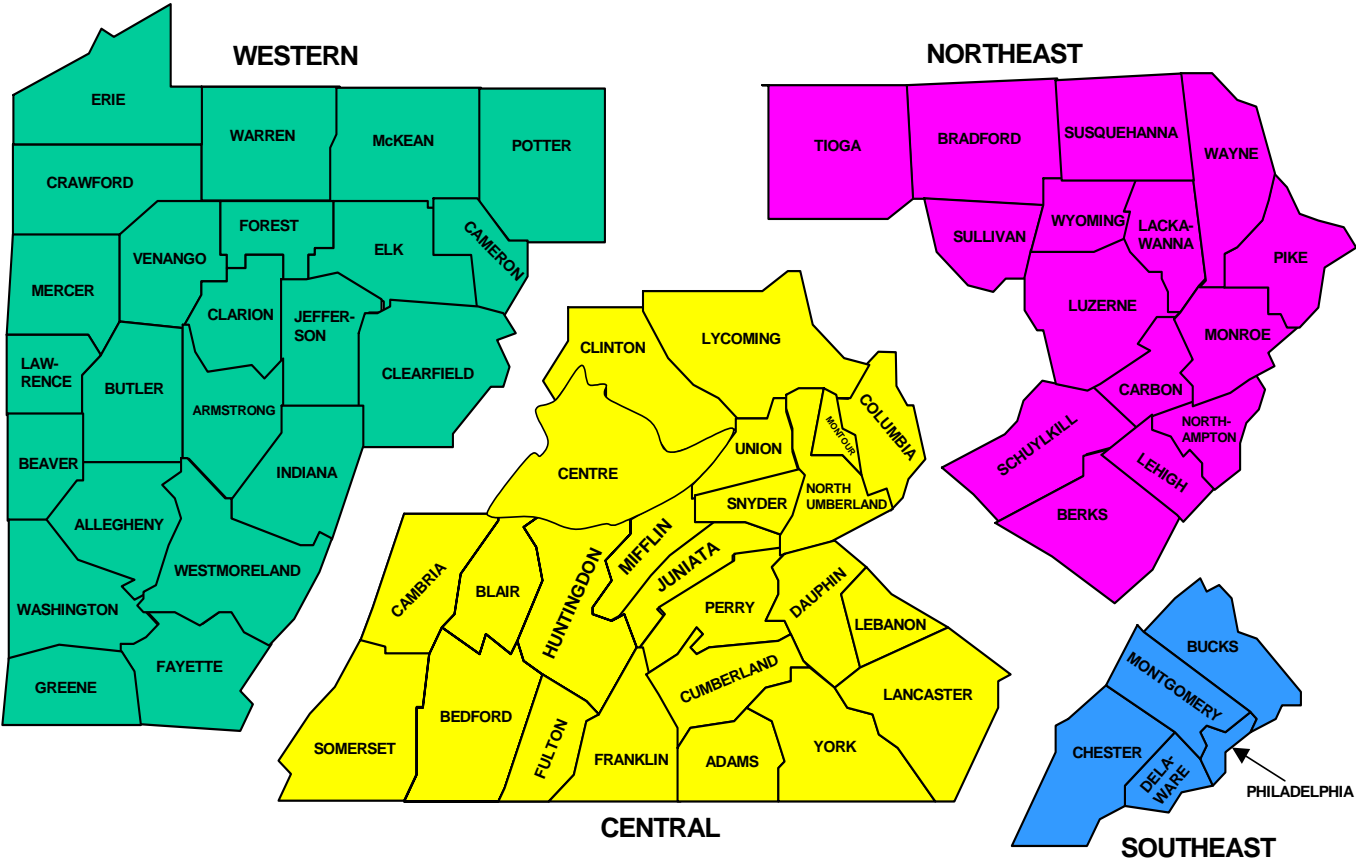 WESTERN
ERIE
WARREN
McKEAN
POTTER
CRAWFORD
FOREST
ELK
CAMERON
VENANGO
MERCER
CLARION
JEFFER-
SON
LAW-
RENCE
BUTLER
CLEARFIELD
ARMSTRONG
BEAVER
INDIANA
ALLEGHENY
WESTMORELAND
WASHINGTON
FAYETTE
GREENE
NORTHEAST
TIOGA
BRADFORD
SUSQUEHANNA
WAYNE
SULLIVAN
WYOMING
LACKA-
WANNA
PIKE
LUZERNE
MONROE
CARBON
NORTH-
AMPTON
SCHUYLKILL
LEHIGH
BERKS
CLINTON
LYCOMING
COLUMBIA
MONTOUR
UNION
CENTRE
SNYDER
NORTH
UMBERLAND
MIFFLIN
JUNIATA
HUNTINGDON
BLAIR
CAMBRIA
PERRY
DAUPHIN
LEBANON
CUMBERLAND
LANCASTER
SOMERSET
BEDFORD
FULTON
FRANKLIN
ADAMS
YORK
CENTRAL
BUCKS
MONTGOMERY
CHESTER
DELA-
WARE
PHILADELPHIA
SOUTHEAST